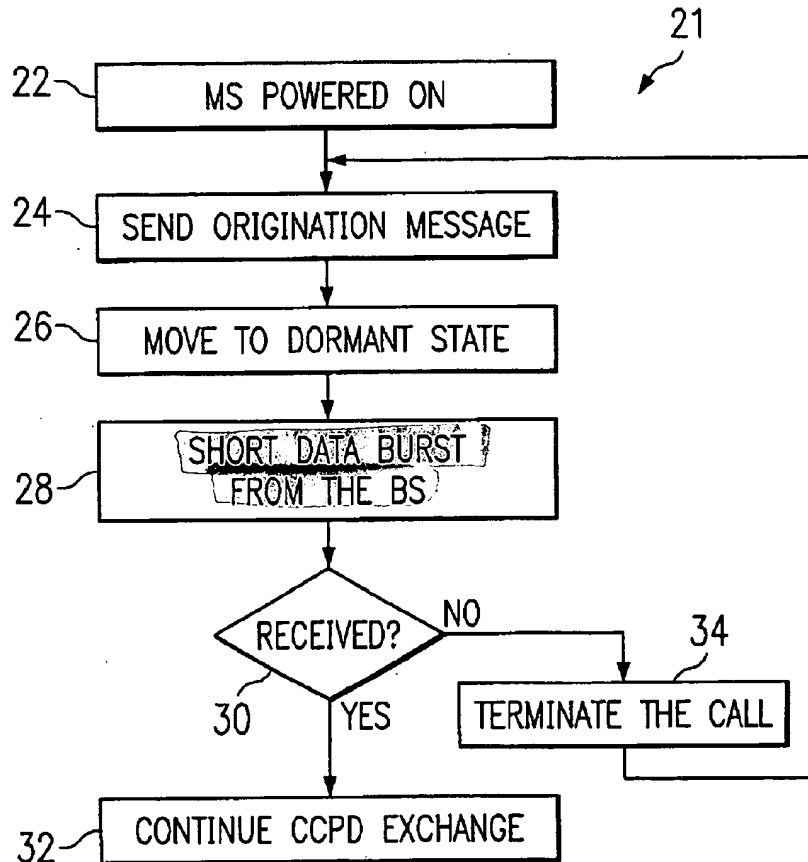 21
22
MS POWERED ON
24
SEND ORIGINATION MESSAGE
26
MOVE TO DORMANT STATE
28
SHORT DATA BURST
FROM THE BS
RECEIVED?
NO
30
YES
34
TERMINATE THE CALL
32
CONTINUE CCPD EXCHANGE